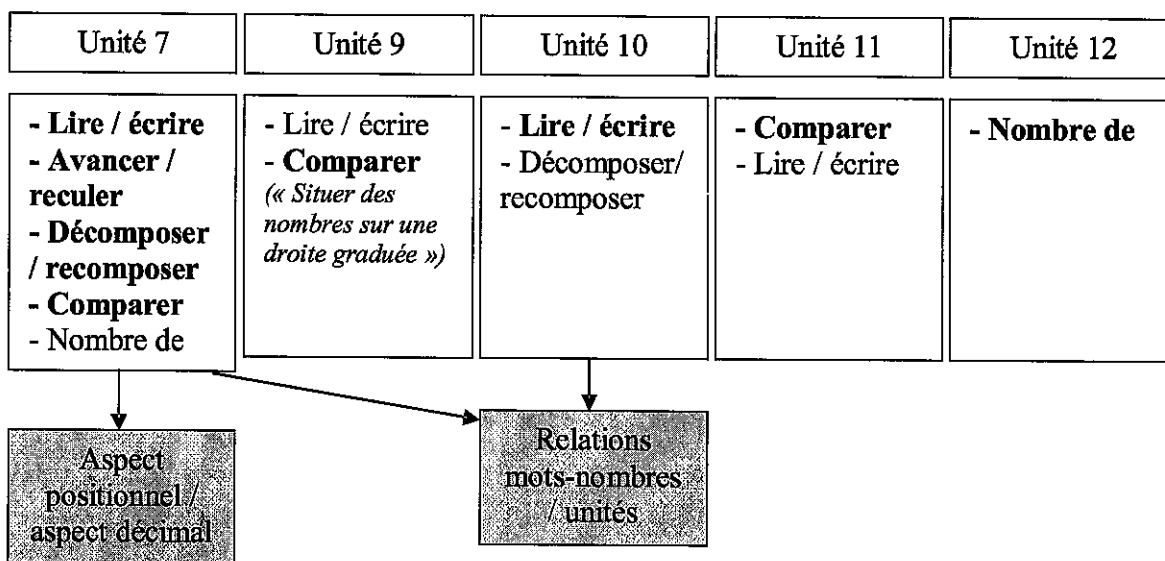 Unité 7
Unité 9
Unité 10
Unité 11
Unité 12
- Lire / écrire
- Avancer /
reculer
- Décomposer
/ recomposer
- Comparer
- Nombre de
- Lire / écrire
- Comparer
(« Situer des
nombres sur une
droite graduée »)
- Lire / écrire
- Décomposer/
recomposer
- Comparer
- Lire / écrire
- Nombre de
Aspect
positionnel /
aspect décimal
Relations
mots-nombres
/ unités